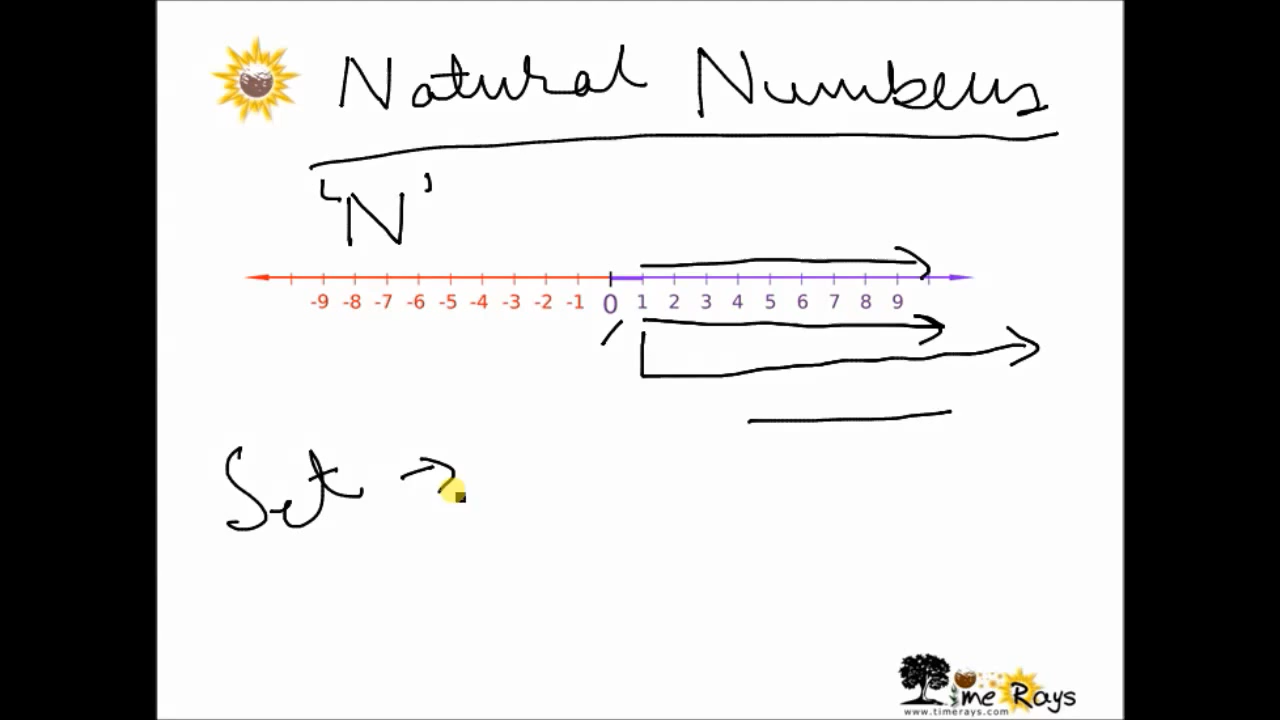 Natural Numbers
'N'
-9 -8 -7 -6 -5 -4 -3 -2 -1 0 1 2 3 4 5 6 7 8 9
Set →
Time Rays
www.timerays.com